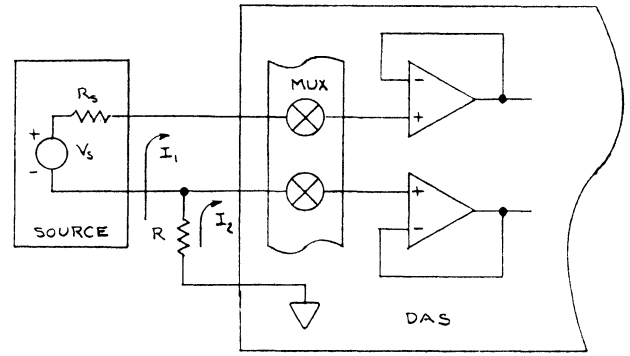 MUX
Rs
+
Vs
-
I1
SOURCE
R
I2
-
+
+
-
DAS